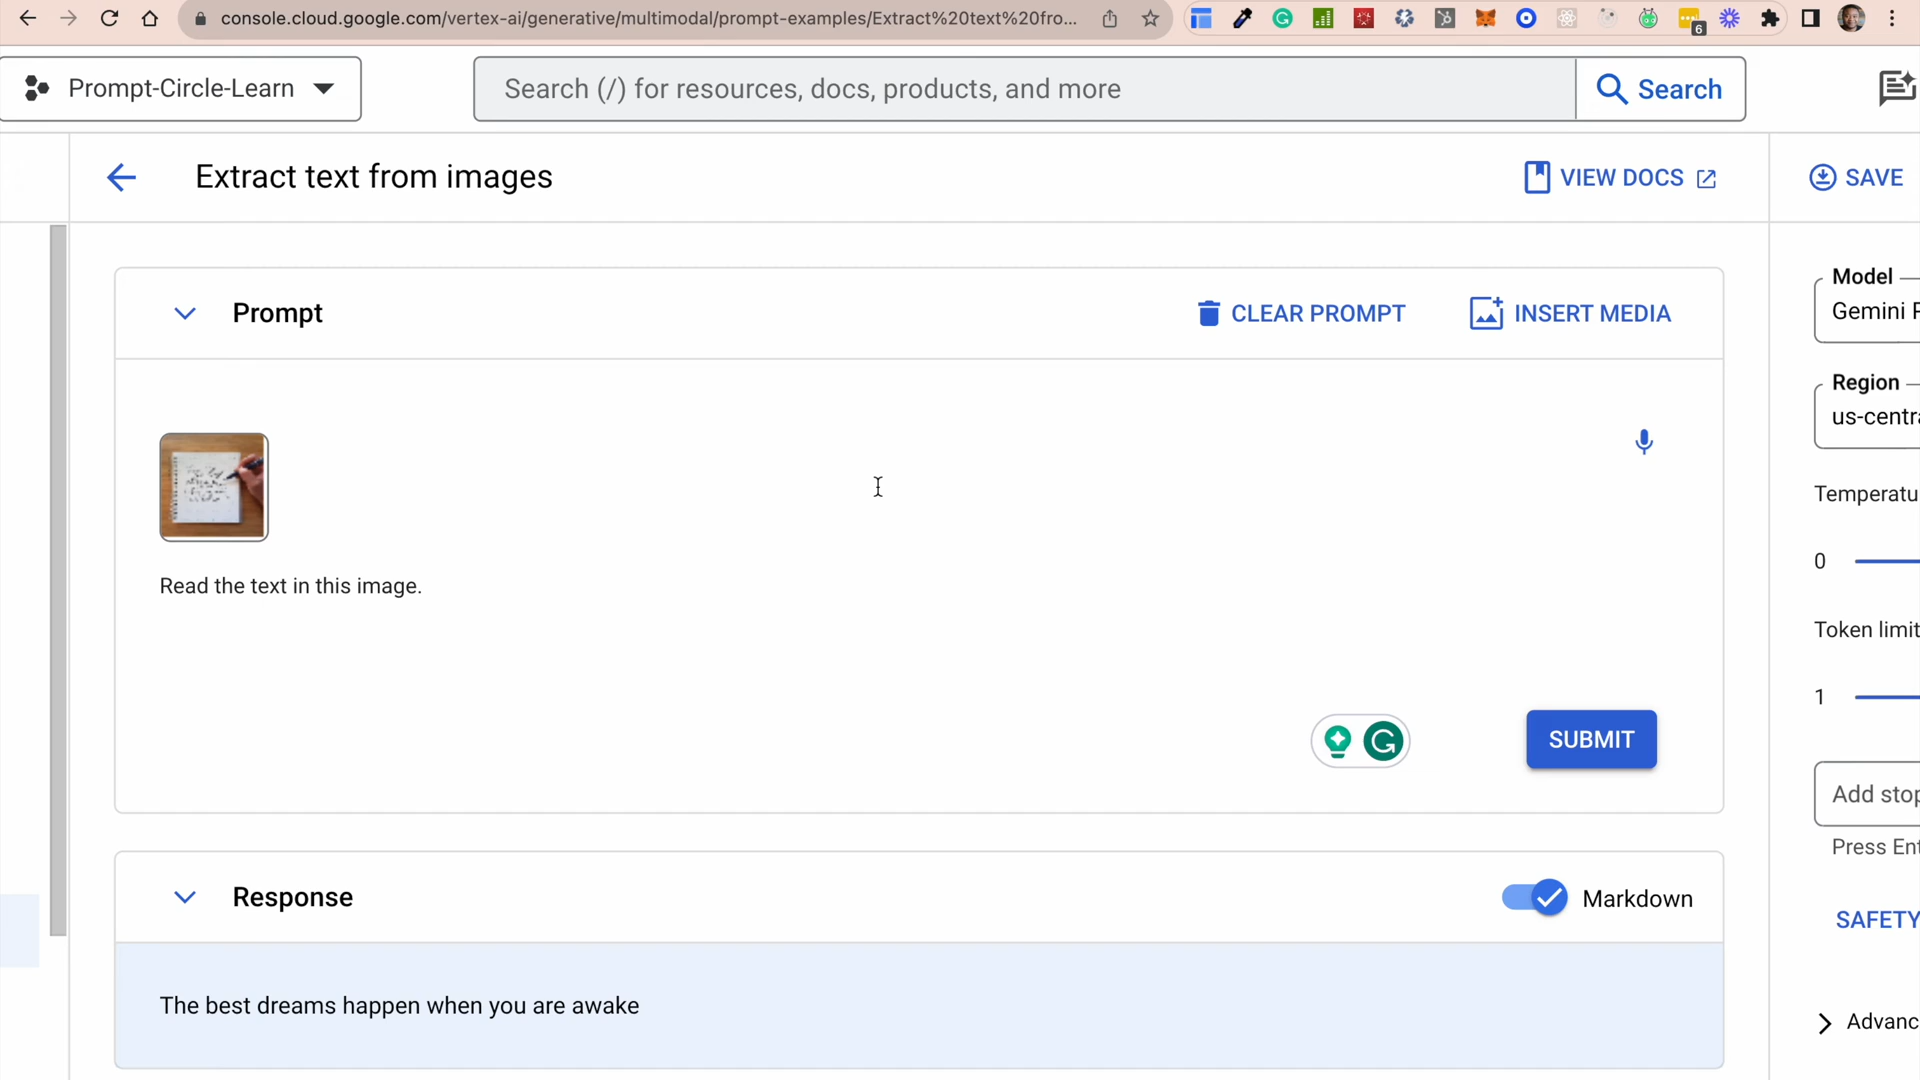 console.cloud.google.com/vertex-ai/generative/multimodal/prompt-examples/Extract%20text%20fro...
6
Prompt-Circle-Learn
Search (/) for resources, docs, products, and more
Search
Extract text from images
VIEW DOCS
SAVE
Prompt
CLEAR PROMPT
INSERT MEDIA
Read the text in this image.
SUBMIT
Response
Markdown
The best dreams happen when you are awake
Model
Gemini P
Region
us-centra
Temperatu
0
Token limit
1
Add stop
Press Ent
SAFETY
Advanc